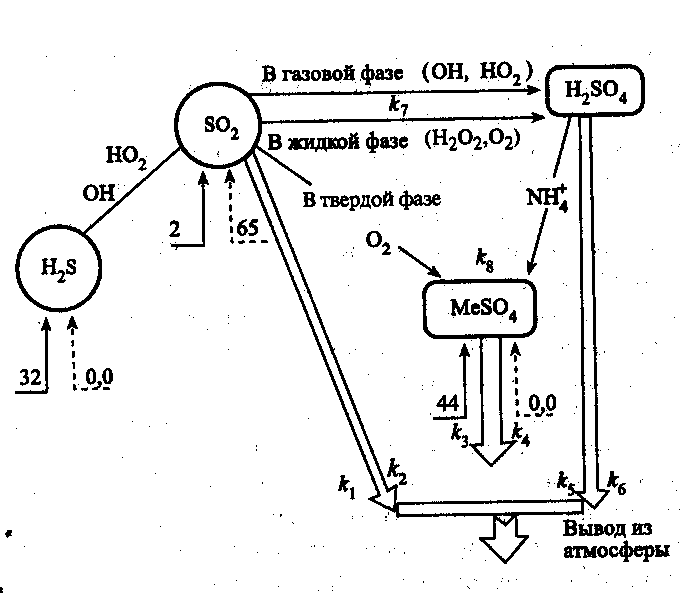 В газовой фазе (OH, HO₂)
H₂SO₄
k₇
SO₂
В жидкой фазе (H₂O₂,O₂)
HO₂
OH
В твердой фазе
NH₄⁺
2
65
O₂
k₈
H₂S
MeSO₄
32
0,0
44
0,0
k₃
k₄
k₁
k₂
k₅
k₆
Вывод из
атмосферы